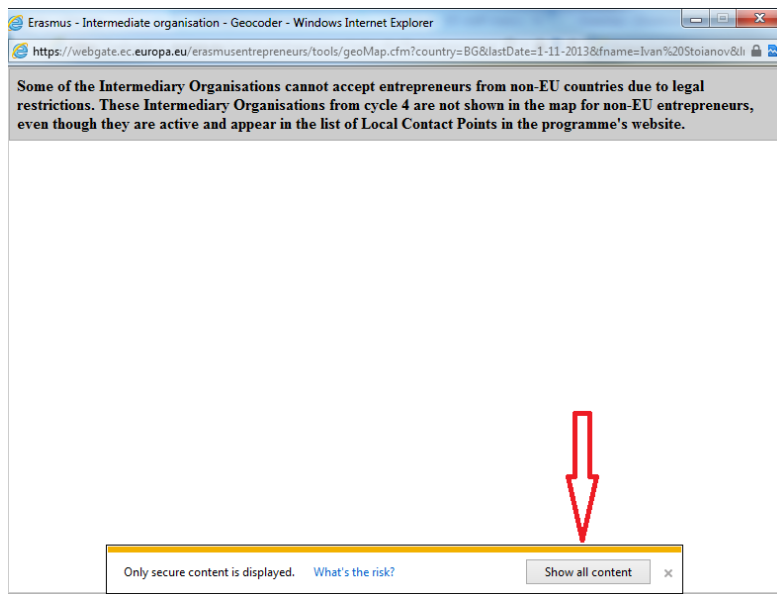 Erasmus - Intermediate organisation - Geocoder - Windows Internet Explorer
https://webgate.ec.europa.eu/erasmusentrepreneurs/tools/geoMap.cfm?country=BG&lastDate=1-11-2013&fname=Ivan%20Stoianov&l
Some of the Intermediary Organisations cannot accept entrepreneurs from non-EU countries due to legal
restrictions. These Intermediary Organisations from cycle 4 are not shown in the map for non-EU entrepreneurs,
even though they are active and appear in the list of Local Contact Points in the programme's website.
Only secure content is displayed. What's the risk? Show all content